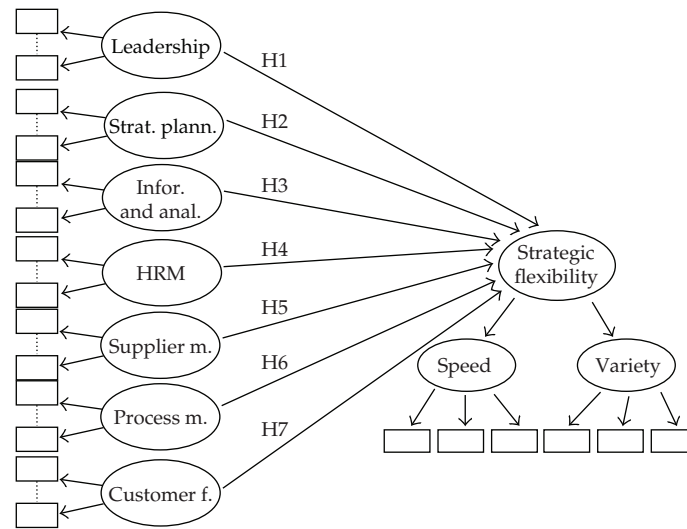 Leadership
H1
Strat. plann.
H2
Infor.
and anal.
H3
HRM
H4
Strategic
flexibility
Supplier m.
H5
Speed
Variety
Process m.
H6
Customer f.
H7